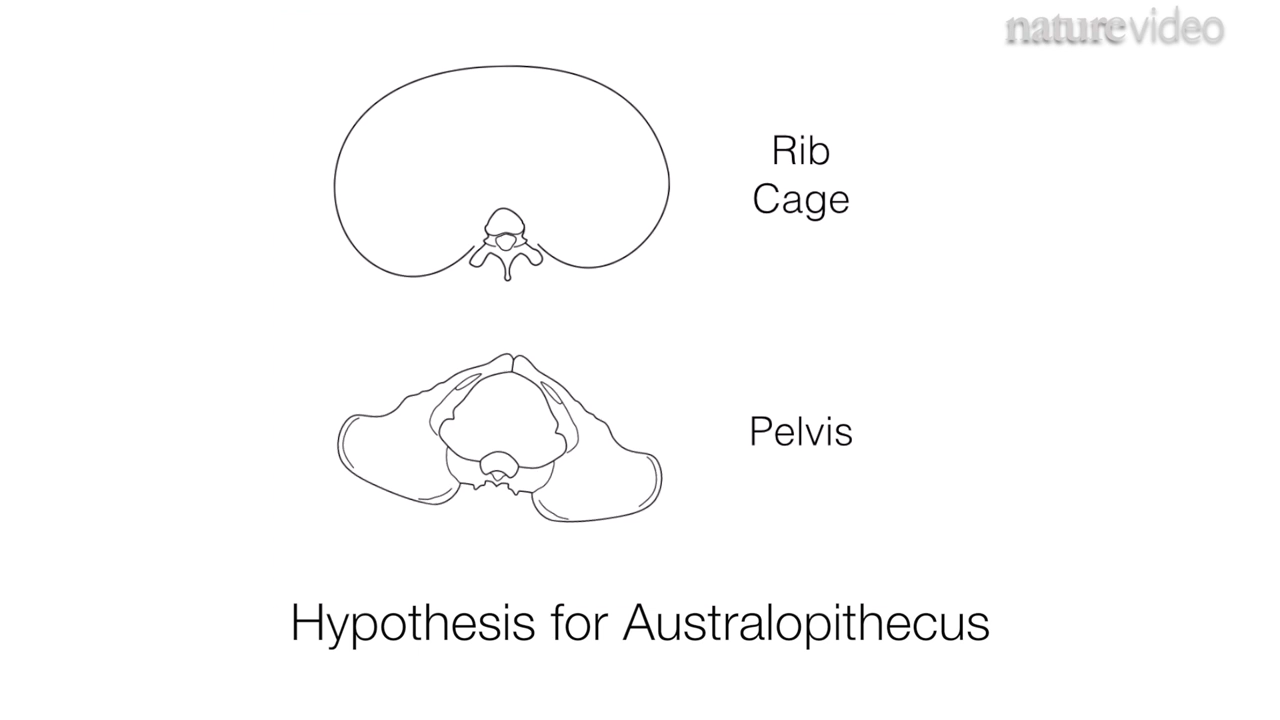 naturevideo
Rib
Cage
Pelvis
Hypothesis for Australopithecus